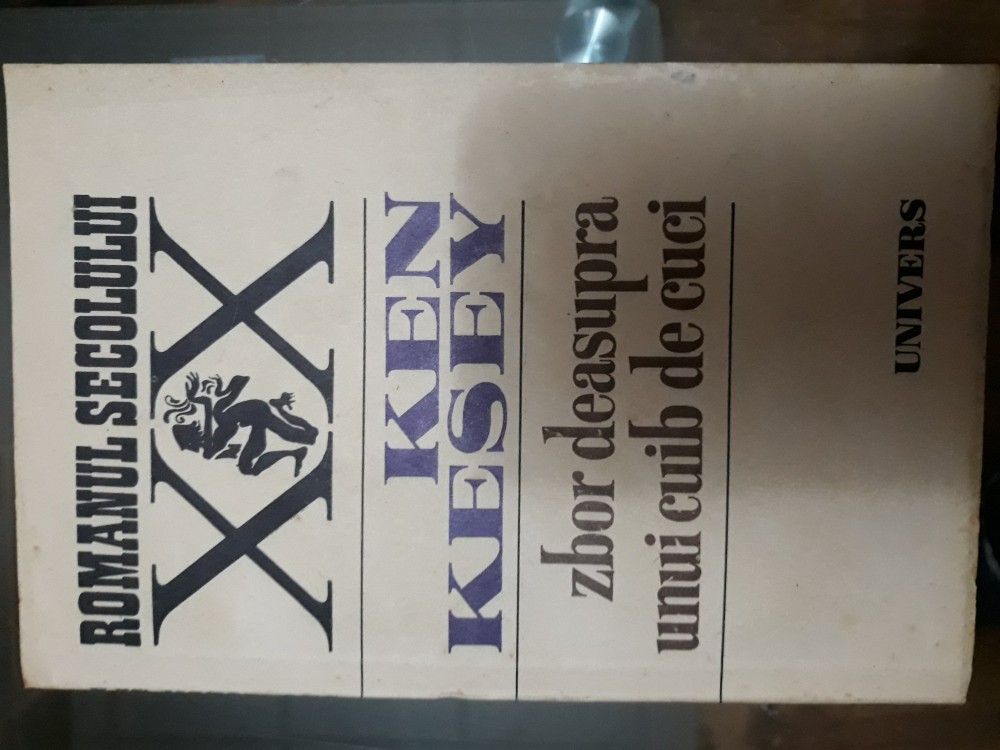 ROMANUL SECOLULUI
XX
KEN
KESEY
zbor deasupra
unui cuib de cuci
UNIVERS